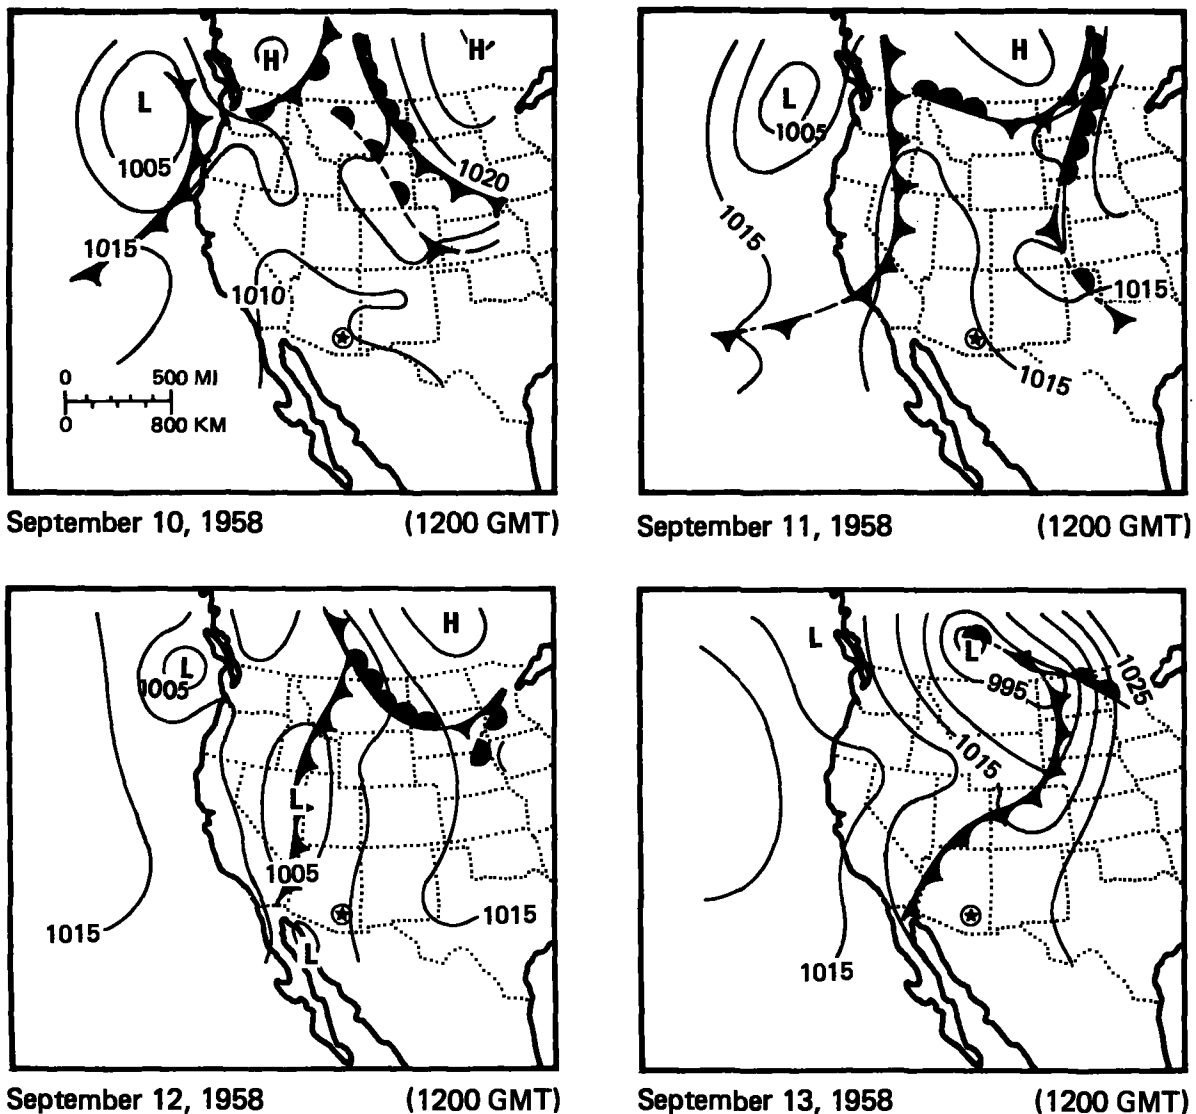 H
H
L
1005
1020
1015
1010
0 500 MI
0 800 KM
September 10, 1958 (1200 GMT)
H
L
1005
1015
1015
1015
September 11, 1958 (1200 GMT)
H
L
1005
L
1005
1015
1015
L
September 12, 1958 (1200 GMT)
L
L
995
1025
1015
1015
September 13, 1958 (1200 GMT)